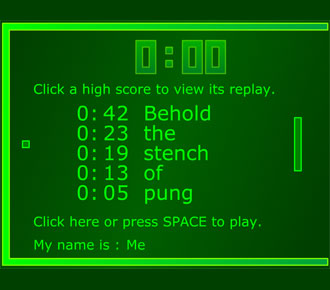 0:00
Click a high score to view its replay.
0:42 Behold
0:23 the
0:19 stench
0:13 of
0:05 pung
Click here or press SPACE to play.
My name is : Me